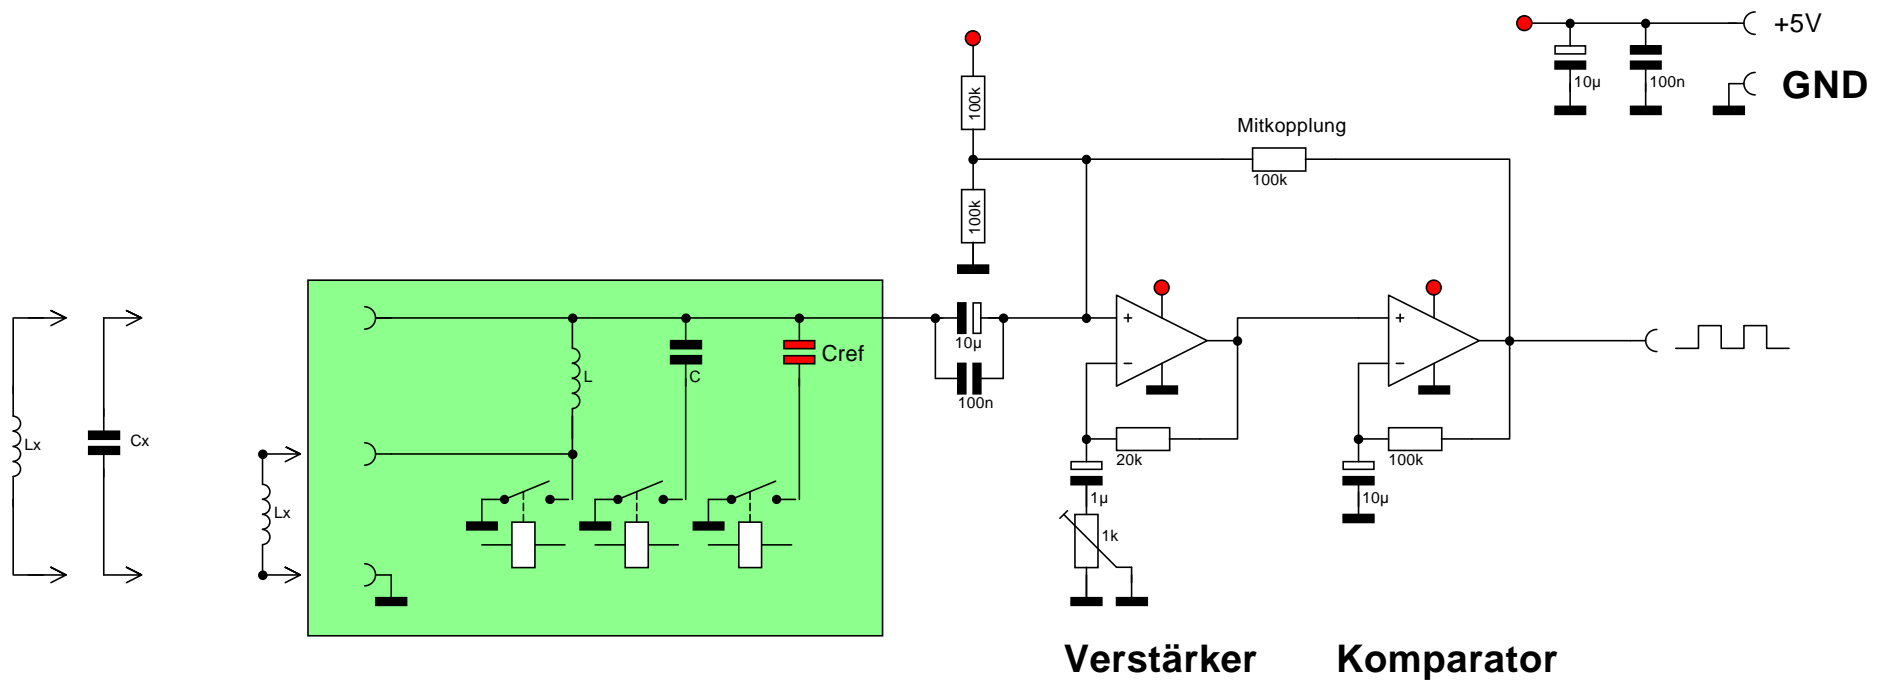 +5V
10µ
100n
GND
100k
Mitkopplung
100k
100k
+
+
Cref
10µ
L
C
−
−
100n
Lx
Cx
20k
100k
1µ
10µ
Lx
1k
Verstärker
Komparator